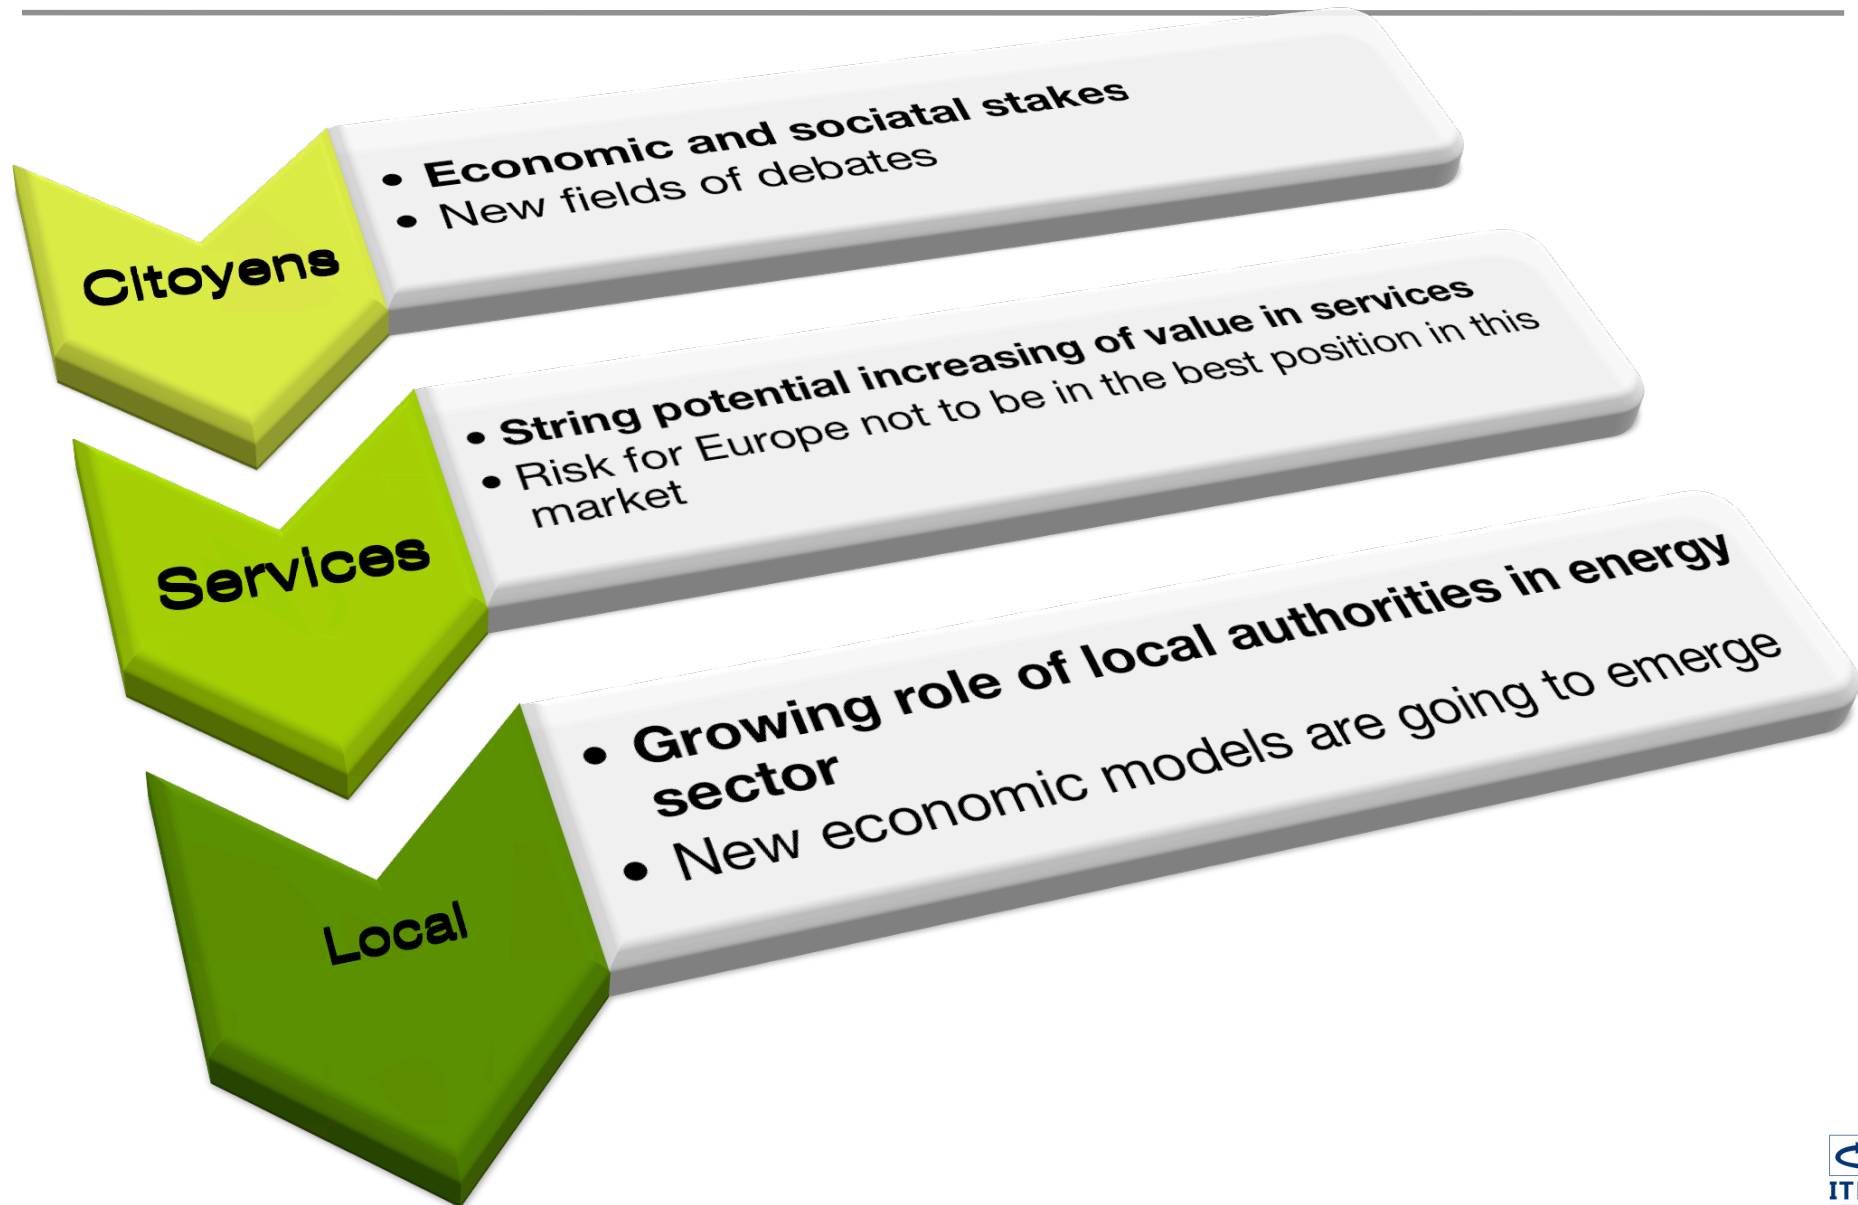 Citoyens
• Economic and sociatal stakes
• New fields of debates
Services
• String potential increasing of value in services
• Risk for Europe not to be in the best position in this
market
Local
• Growing role of local authorities in energy
sector
• New economic models are going to emerge